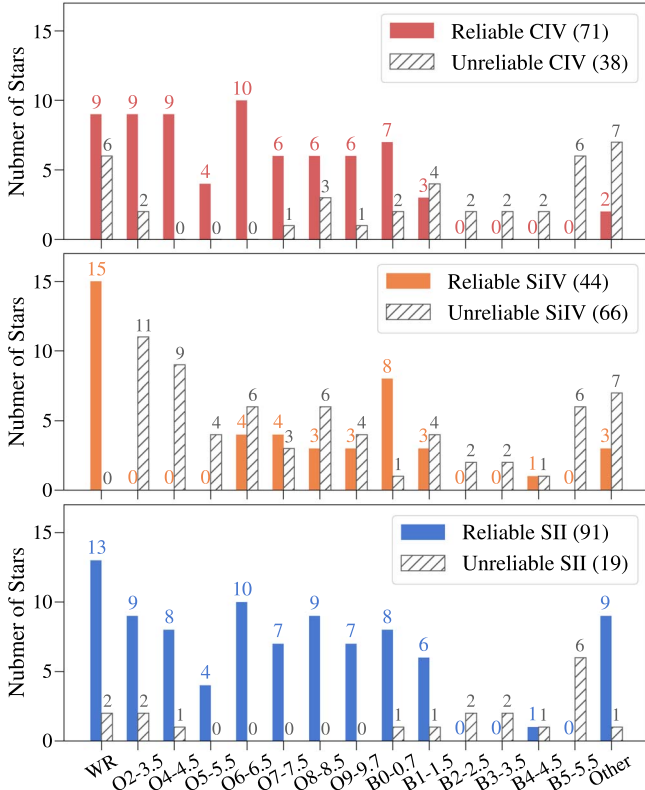 Reliable CIV (71)
Unreliable CIV (38)
Nubmer of Stars
15
10
5
0
9 9 9 4 10 6 6 6 7 3 0 0 0 0 2
6 2 0 0 0 1 3 1 2 4 2 2 2 6 7
Reliable SiIV (44)
Unreliable SiIV (66)
Nubmer of Stars
15
10
5
0
15 0 0 0 4 4 3 3 8 3 0 0 1 0 3
0 11 9 4 6 3 6 4 1 4 2 2 1 6 7
Reliable SII (91)
Unreliable SII (19)
Nubmer of Stars
15
10
5
0
13 9 8 4 10 7 9 7 8 6 0 0 1 0 9
2 2 1 0 0 0 0 0 1 1 2 2 1 6 1
WR O2-3.5 O4-4.5 O5-5.5 O6-6.5 O7-7.5 O8-8.5 O9-9.7 B0-0.7 B1-1.5 B2-2.5 B3-3.5 B4-4.5 B5-5.5 Other